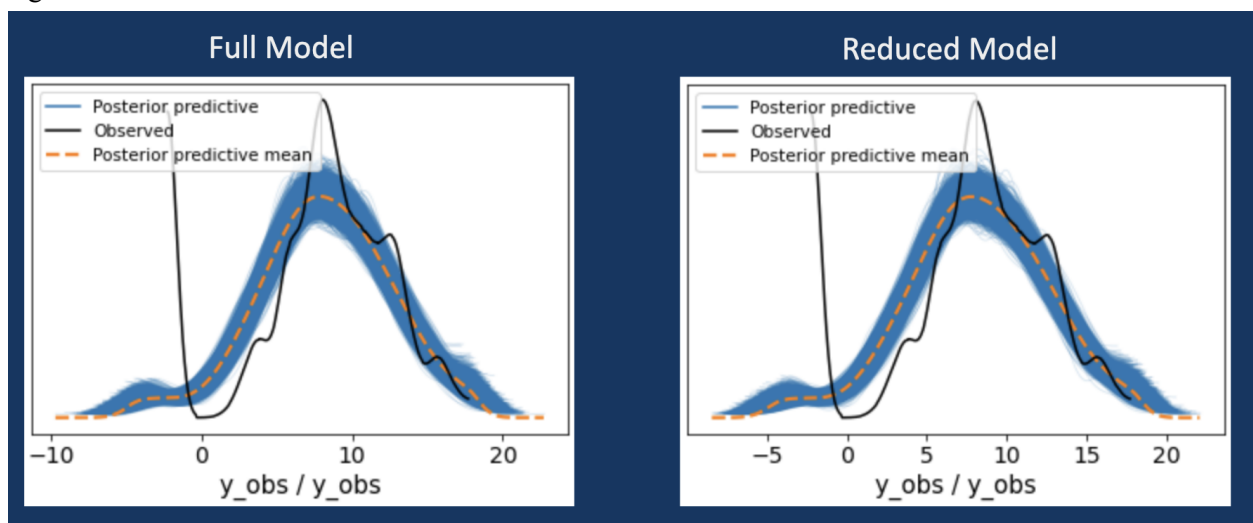 Full Model
Posterior predictive
Observed
Posterior predictive mean
−10 0 10 20
y_obs / y_obs
Reduced Model
Posterior predictive
Observed
Posterior predictive mean
−5 0 5 10 15 20
y_obs / y_obs